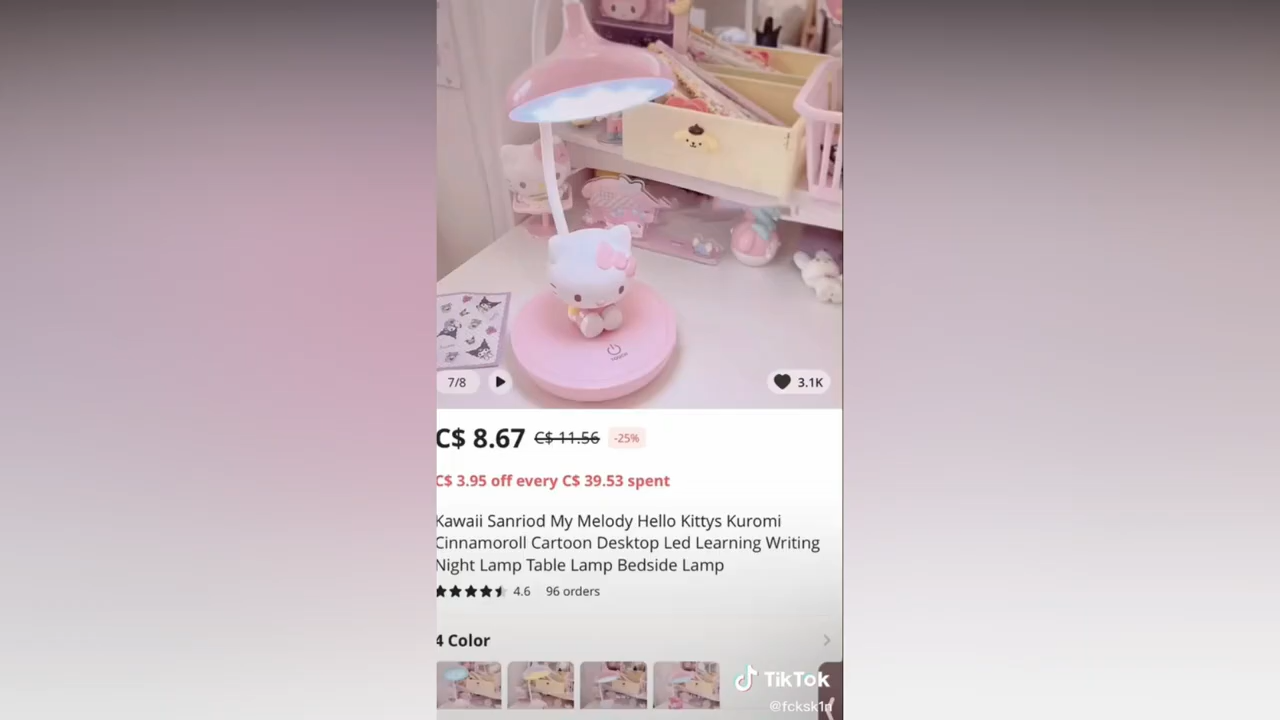 7/8
3.1K
C$ 8.67 C$ 11.56 -25%
C$ 3.95 off every C$ 39.53 spent
Kawaii Sanriod My Melody Hello Kittys Kuromi
Cinnamoroll Cartoon Desktop Led Learning Writing
Night Lamp Table Lamp Bedside Lamp
4.6 96 orders
4 Color
TikTok
@fcksk1n